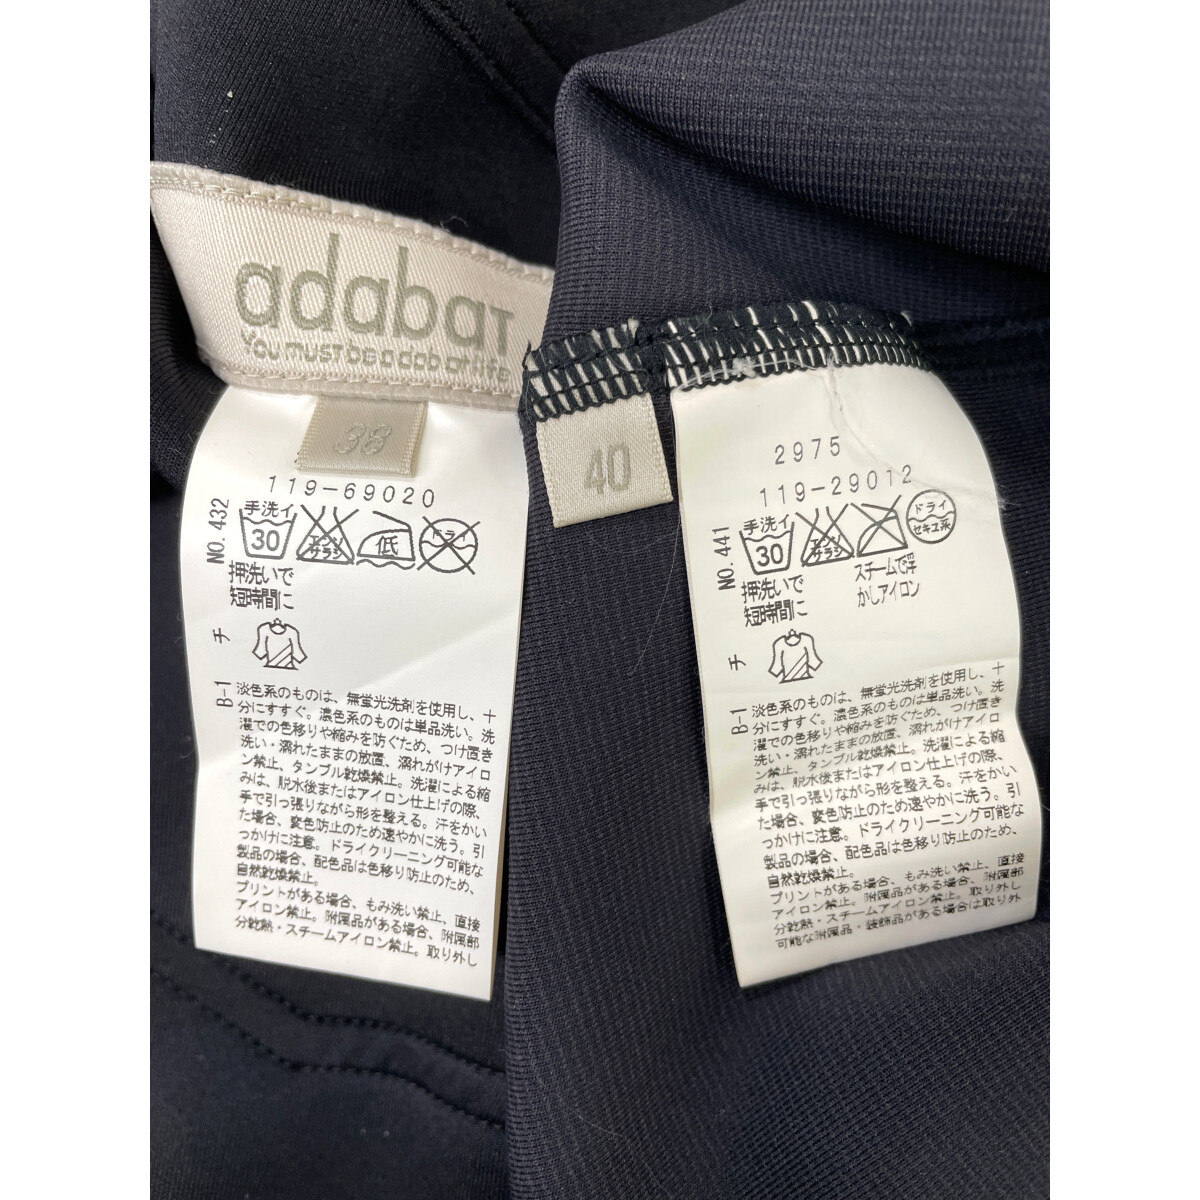 adabat
You must be adabat life
38
119-69020
NO. 432
手洗イ
30
エンソ
サラシ
低
ドライ
押洗いで
短時間に
チ
B-1
淡色系のものは、無蛍光洗剤を使用し、十
分にすすぐ。濃色系のものは単品洗い。洗
濯での色移りや縮みを防ぐため、つけ置き
洗い・濡れたままの放置、濡れがけアイロ
ン禁止、タンブル乾燥禁止。洗濯による縮
みは、脱水後またはアイロン仕上げの際、
手で引っ張りながら形を整える。汗をかい
た場合、変色防止のため速やかに洗う。引
っかけに注意。ドライクリーニング可能な
製品の場合、配色品は色移り防止のため、
自然乾燥禁止。
プリントがある場合、もみ洗い禁止、直接
アイロン禁止。附属品がある場合、附属部
分乾熱・スチームアイロン禁止。取り外し
40
2975
119-29012
NO. 441
手洗イ
30
エンソ
サラシ
ドライ
セキユ系
押洗いで
短時間に
スチームで浮
かしアイロン
チ
B-1
淡色系のものは、無蛍光洗剤を使用し、十
分にすすぐ。濃色系のものは単品洗い。洗
濯での色移りや縮みを防ぐため、つけ置き
洗い・濡れたままの放置、濡れがけアイロ
ン禁止、タンブル乾燥禁止。洗濯による縮
みは、脱水後またはアイロン仕上げの際、
手で引っ張りながら形を整える。汗をかい
た場合、変色防止のため速やかに洗う。引
っかけに注意。ドライクリーニング可能な
製品の場合、配色品は色移り防止のため、
自然乾燥禁止。
プリントがある場合、もみ洗い禁止、直接
アイロン禁止。附属品がある場合、附属部
分乾熱・スチームアイロン禁止。取り外し
可能な附属品・装飾品がある場合は取り外